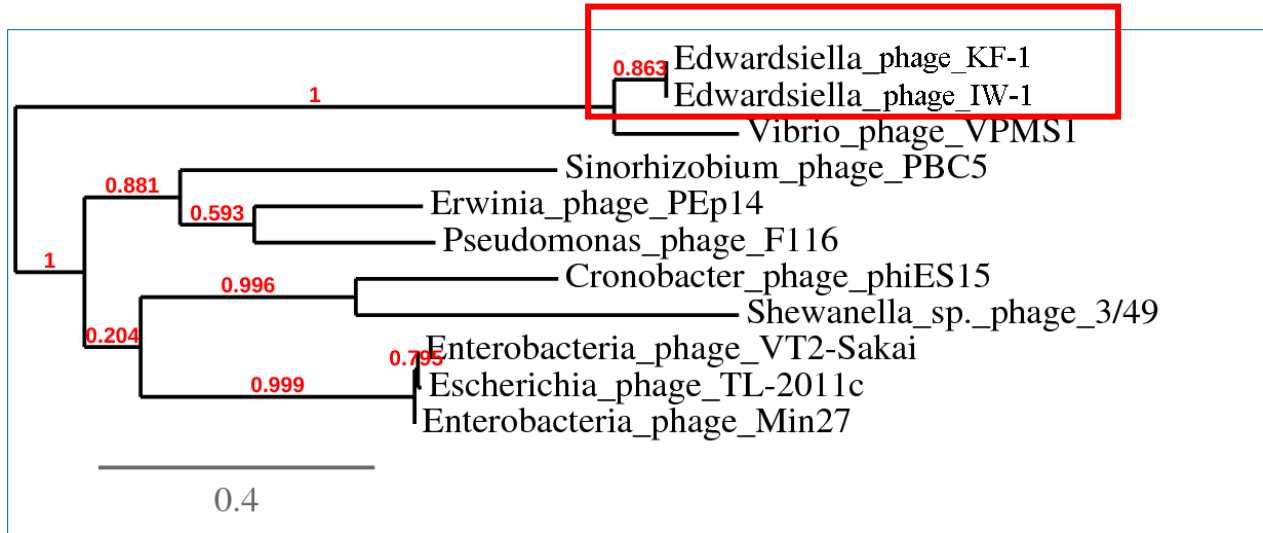 Edwardsiella_phage_KF-1
0.863
Edwardsiella_phage_IW-1
1
Vibrio_phage_VPMS1
Sinorhizobium_phage_PBC5
0.881
Erwinia_phage_PEp14
0.593
Pseudomonas_phage_F116
1
Cronobacter_phage_phiES15
0.996
Shewanella_sp._phage_3/49
0.204
Enterobacteria_phage_VT2-Sakai
0.795
Escherichia_phage_TL-2011c
0.999
Enterobacteria_phage_Min27
0.4